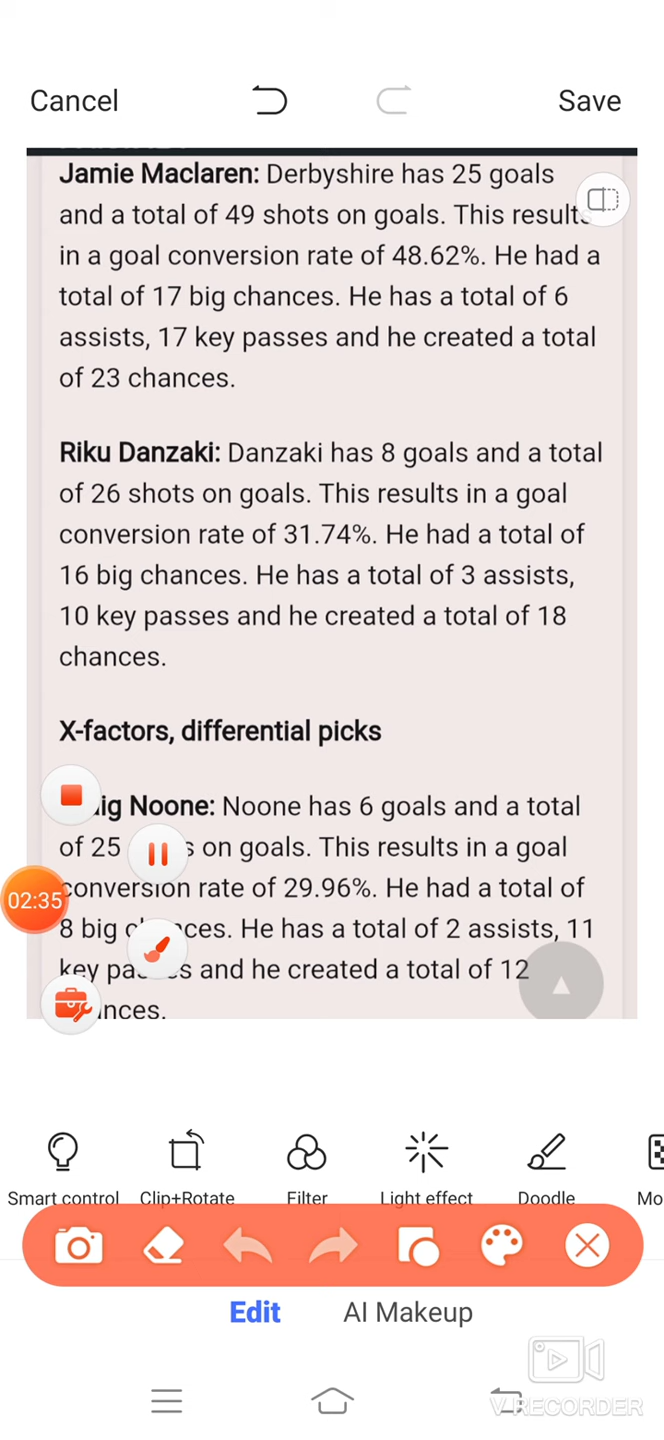 Cancel
Save
Jamie Maclaren: Derbyshire has 25 goals
and a total of 49 shots on goals. This results
in a goal conversion rate of 48.62%. He had a
total of 17 big chances. He has a total of 6
assists, 17 key passes and he created a total
of 23 chances.
Riku Danzaki: Danzaki has 8 goals and a total
of 26 shots on goals. This results in a goal
conversion rate of 31.74%. He had a total of
16 big chances. He has a total of 3 assists,
10 key passes and he created a total of 18
chances.
X-factors, differential picks
ig Noone: Noone has 6 goals and a total
of 25 s on goals. This results in a goal
02:35
conversion rate of 29.96%. He had a total of
8 big chances. He has a total of 2 assists, 11
key passes and he created a total of 12
nces.
Smart control Clip+Rotate Filter Light effect Doodle Mo
Edit AI Makeup
V RECORDER